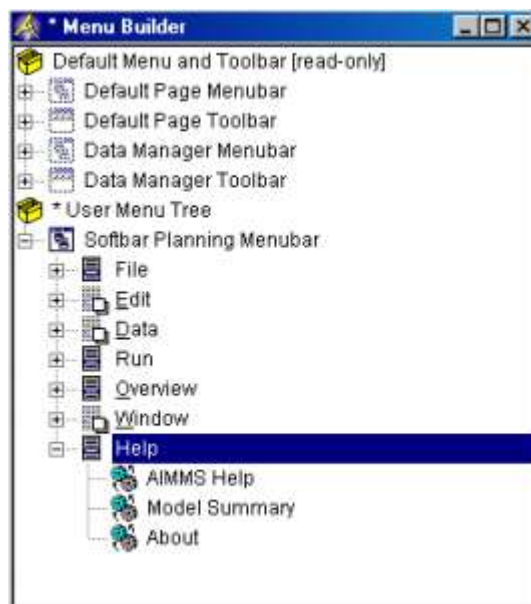 * Menu Builder
Default Menu and Toolbar [read-only]
Default Page Menubar
Default Page Toolbar
Data Manager Menubar
Data Manager Toolbar
* User Menu Tree
Softbar Planning Menubar
File
Edit
Data
Run
Overview
Window
Help
AIMMS Help
Model Summary
About